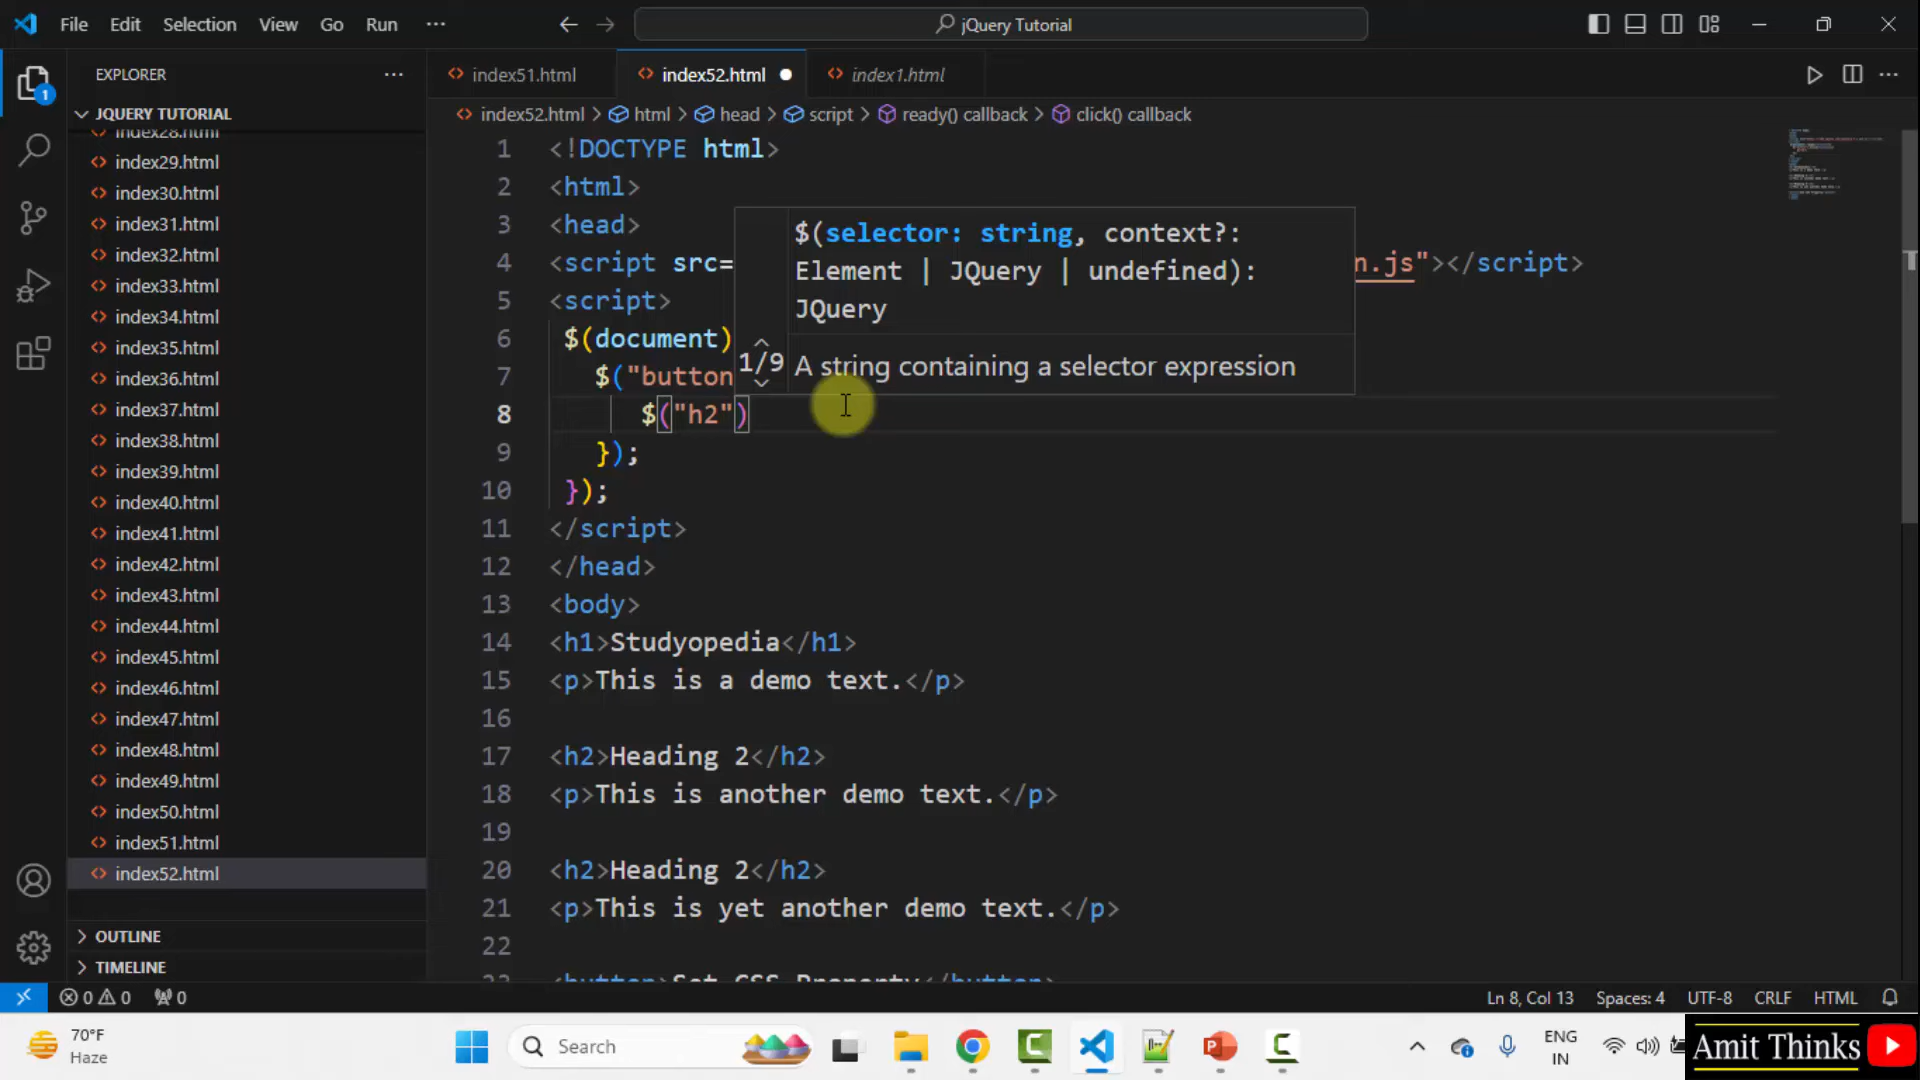 File Edit Selection View Go Run ...
jQuery Tutorial
EXPLORER
index51.html
index52.html
index1.html
JQUERY TUTORIAL
index52.html > html > head > script > ready() callback > click() callback
1
index28.html
index29.html
index30.html
index31.html
index32.html
index33.html
index34.html
index35.html
index36.html
index37.html
index38.html
index39.html
index40.html
index41.html
index42.html
index43.html
index44.html
index45.html
index46.html
index47.html
index48.html
index49.html
index50.html
index51.html
index52.html
OUTLINE
TIMELINE
1 <!DOCTYPE html>
2 <html>
3 <head>
4 <script src= n.js"></script>
5 <script>
6 $(document)
7 $("button
8 $("h2")
9 });
10 });
11 </script>
12 </head>
13 <body>
14 <h1>Studyopedia</h1>
15 <p>This is a demo text.</p>
16
17 <h2>Heading 2</h2>
18 <p>This is another demo text.</p>
19
20 <h2>Heading 2</h2>
21 <p>This is yet another demo text.</p>
22
23 <button>Set CSS Property</button>
$(selector: string, context?:
Element | JQuery | undefined):
JQuery
1/9
A string containing a selector expression
0 0 0
Ln 8, Col 13 Spaces: 4 UTF-8 CRLF HTML
70°F
Haze
Search
ENG
IN
Amit Thinks